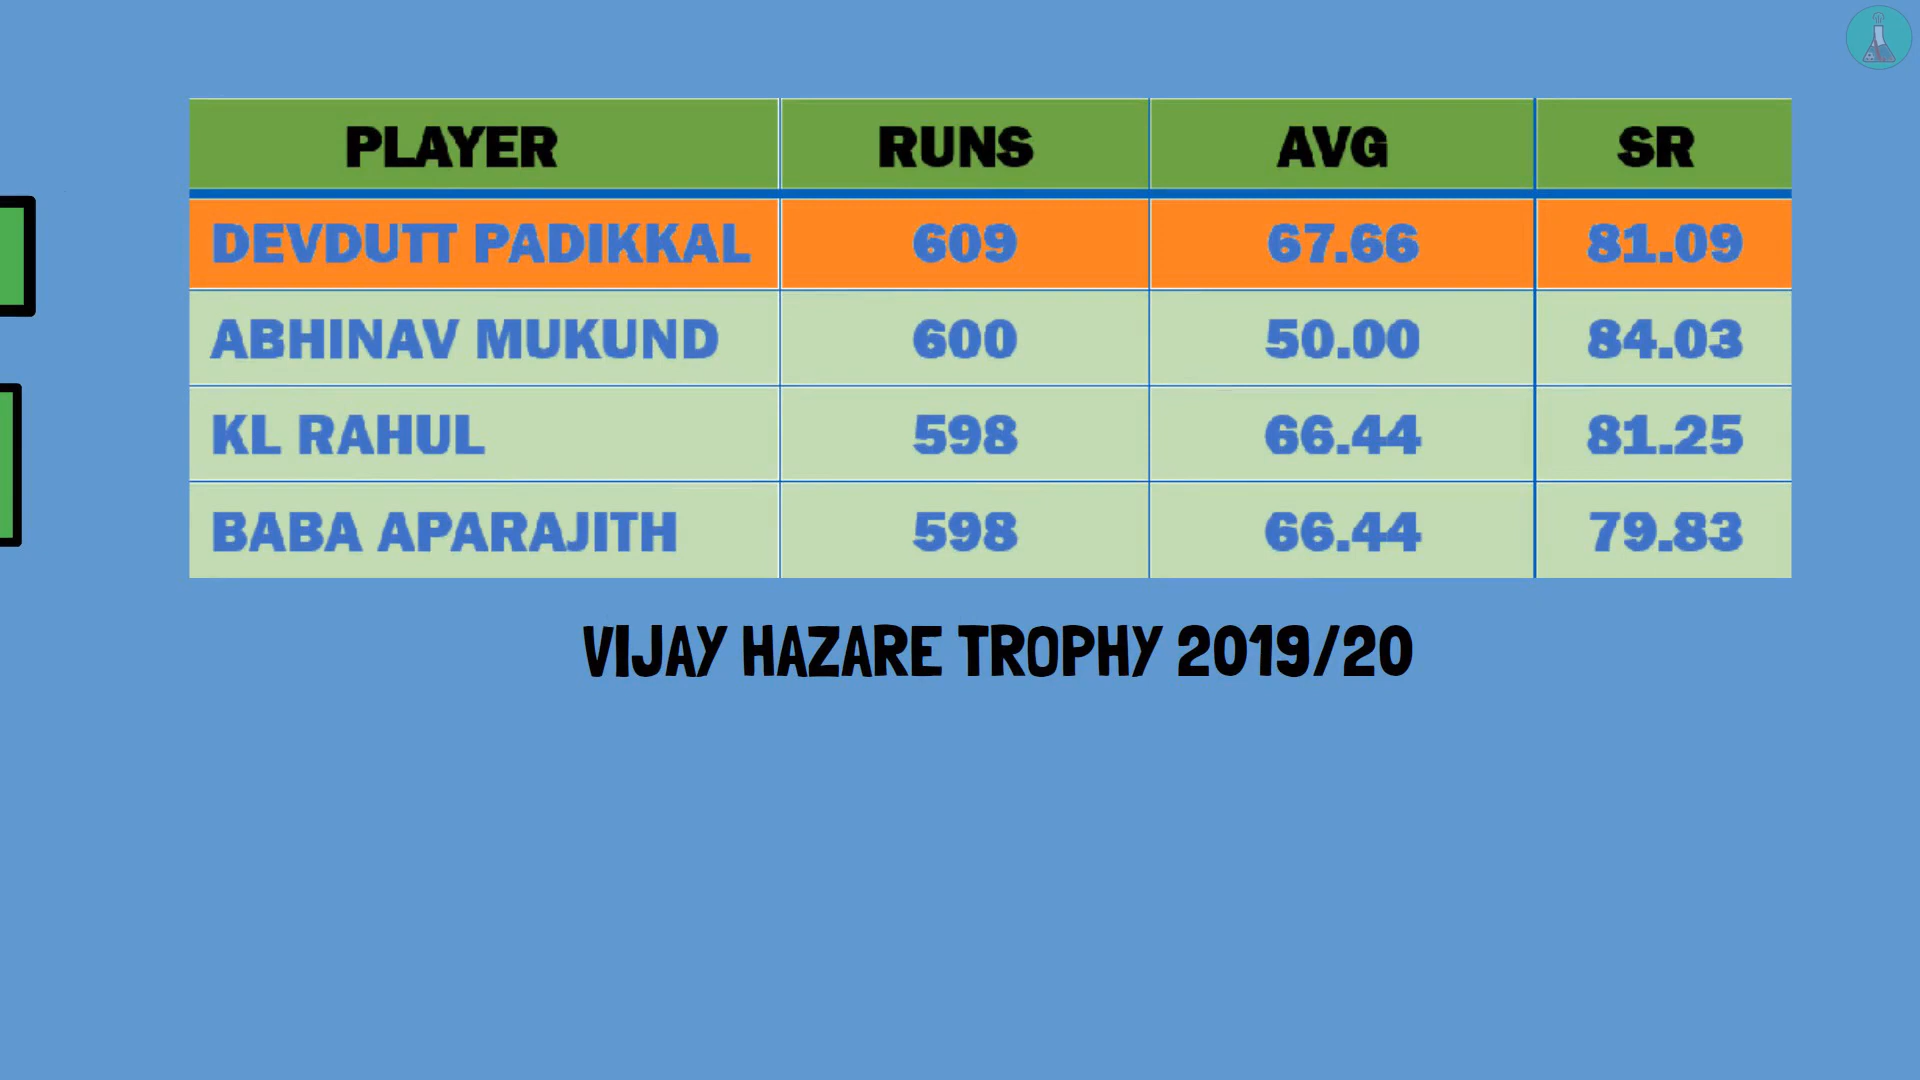 PLAYER RUNS AVG SR
DEVDUTT PADIKKAL 609 67.66 81.09
ABHINAV MUKUND 600 50.00 84.03
KL RAHUL 598 66.44 81.25
BABA APARAJITH 598 66.44 79.83
VIJAY HAZARE TROPHY 2019/20